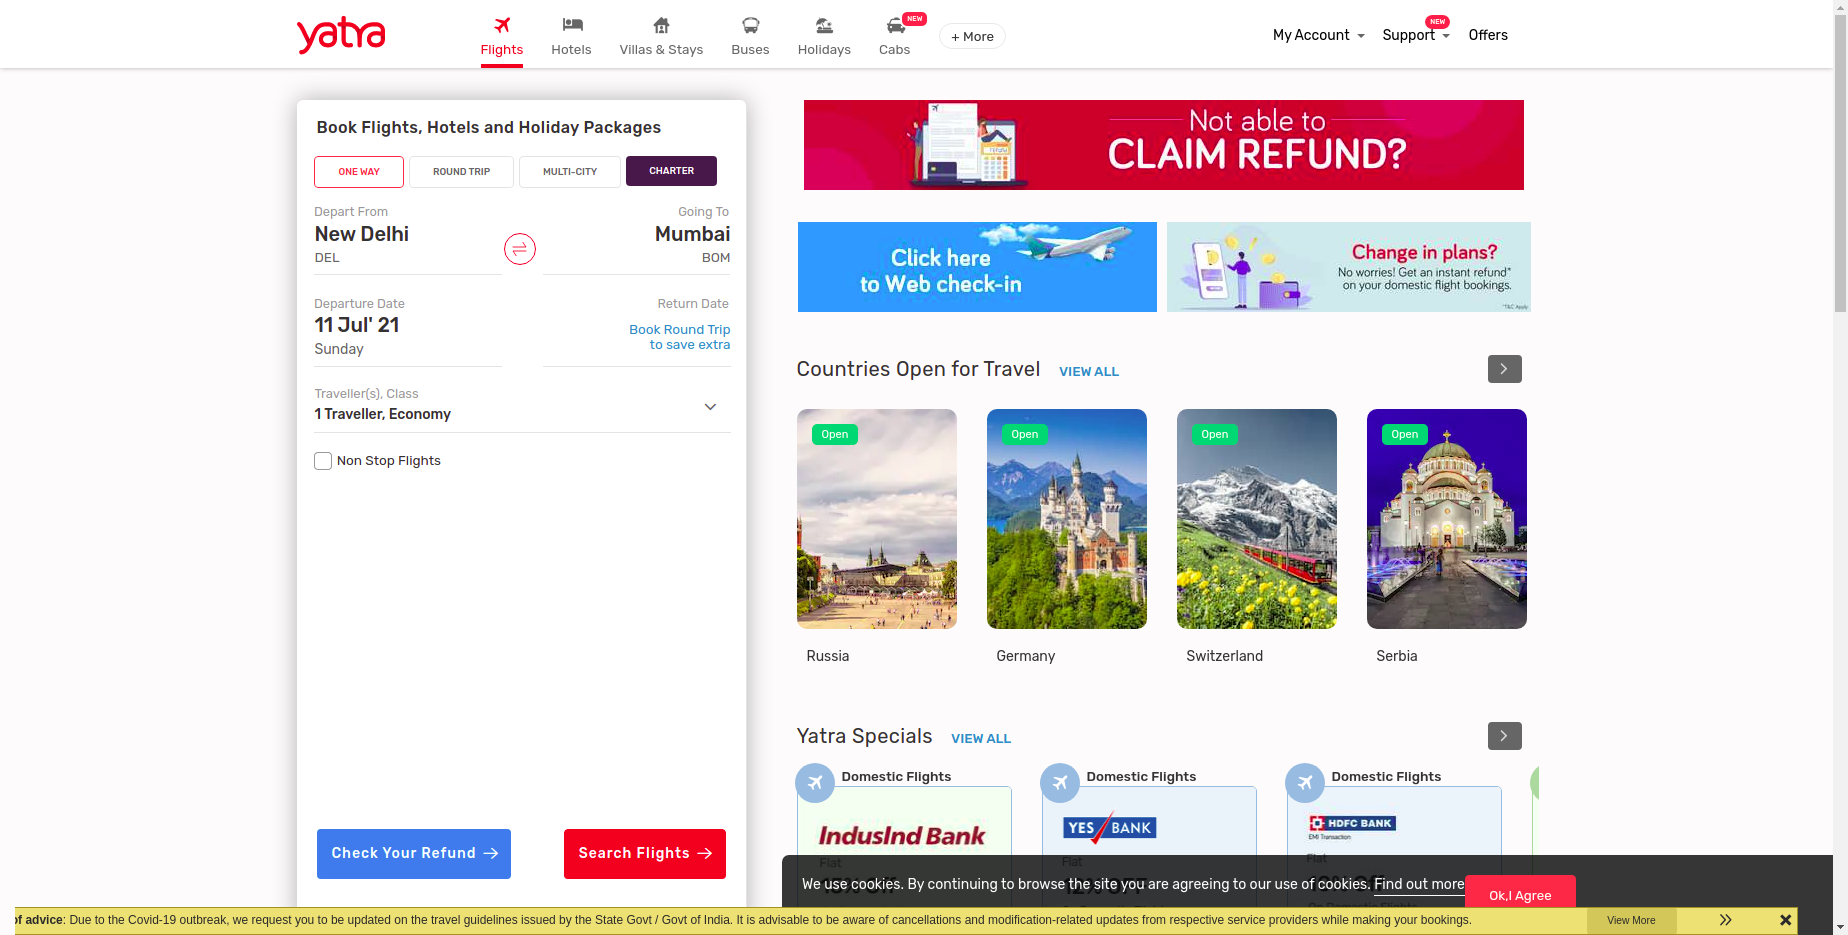 yatra
Flights
Hotels
Villas & Stays
Buses
Holidays
NEW
Cabs
+ More
My Account
NEW
Support
Offers
Book Flights, Hotels and Holiday Packages
ONE WAY
ROUND TRIP
MULTI-CITY
CHARTER
Depart From
Going To
New Delhi
Mumbai
DEL
BOM
Departure Date
Return Date
11 Jul' 21
Book Round Trip
to save extra
Sunday
Traveller(s), Class
1 Traveller, Economy
Non Stop Flights
Check Your Refund
Search Flights
Not able to
CLAIM REFUND?
Click here
to Web check-in
Change in plans?
No worries! Get an instant refund*
on your domestic flight bookings.
*T&C Apply
Countries Open for Travel
VIEW ALL
Open
Open
Open
Open
Russia
Germany
Switzerland
Serbia
Yatra Specials
VIEW ALL
Domestic Flights
Domestic Flights
Domestic Flights
IndusInd Bank
YES BANK
HDFC BANK
EMI Transaction
Flat
Flat
Flat
We use cookies. By continuing to browse the site you are agreeing to our use of cookies. Find out more
Ok,I Agree
of advice: Due to the Covid-19 outbreak, we request you to be updated on the travel guidelines issued by the State Govt / Govt of India. It is advisable to be aware of cancellations and modification-related updates from respective service providers while making your bookings.
View More